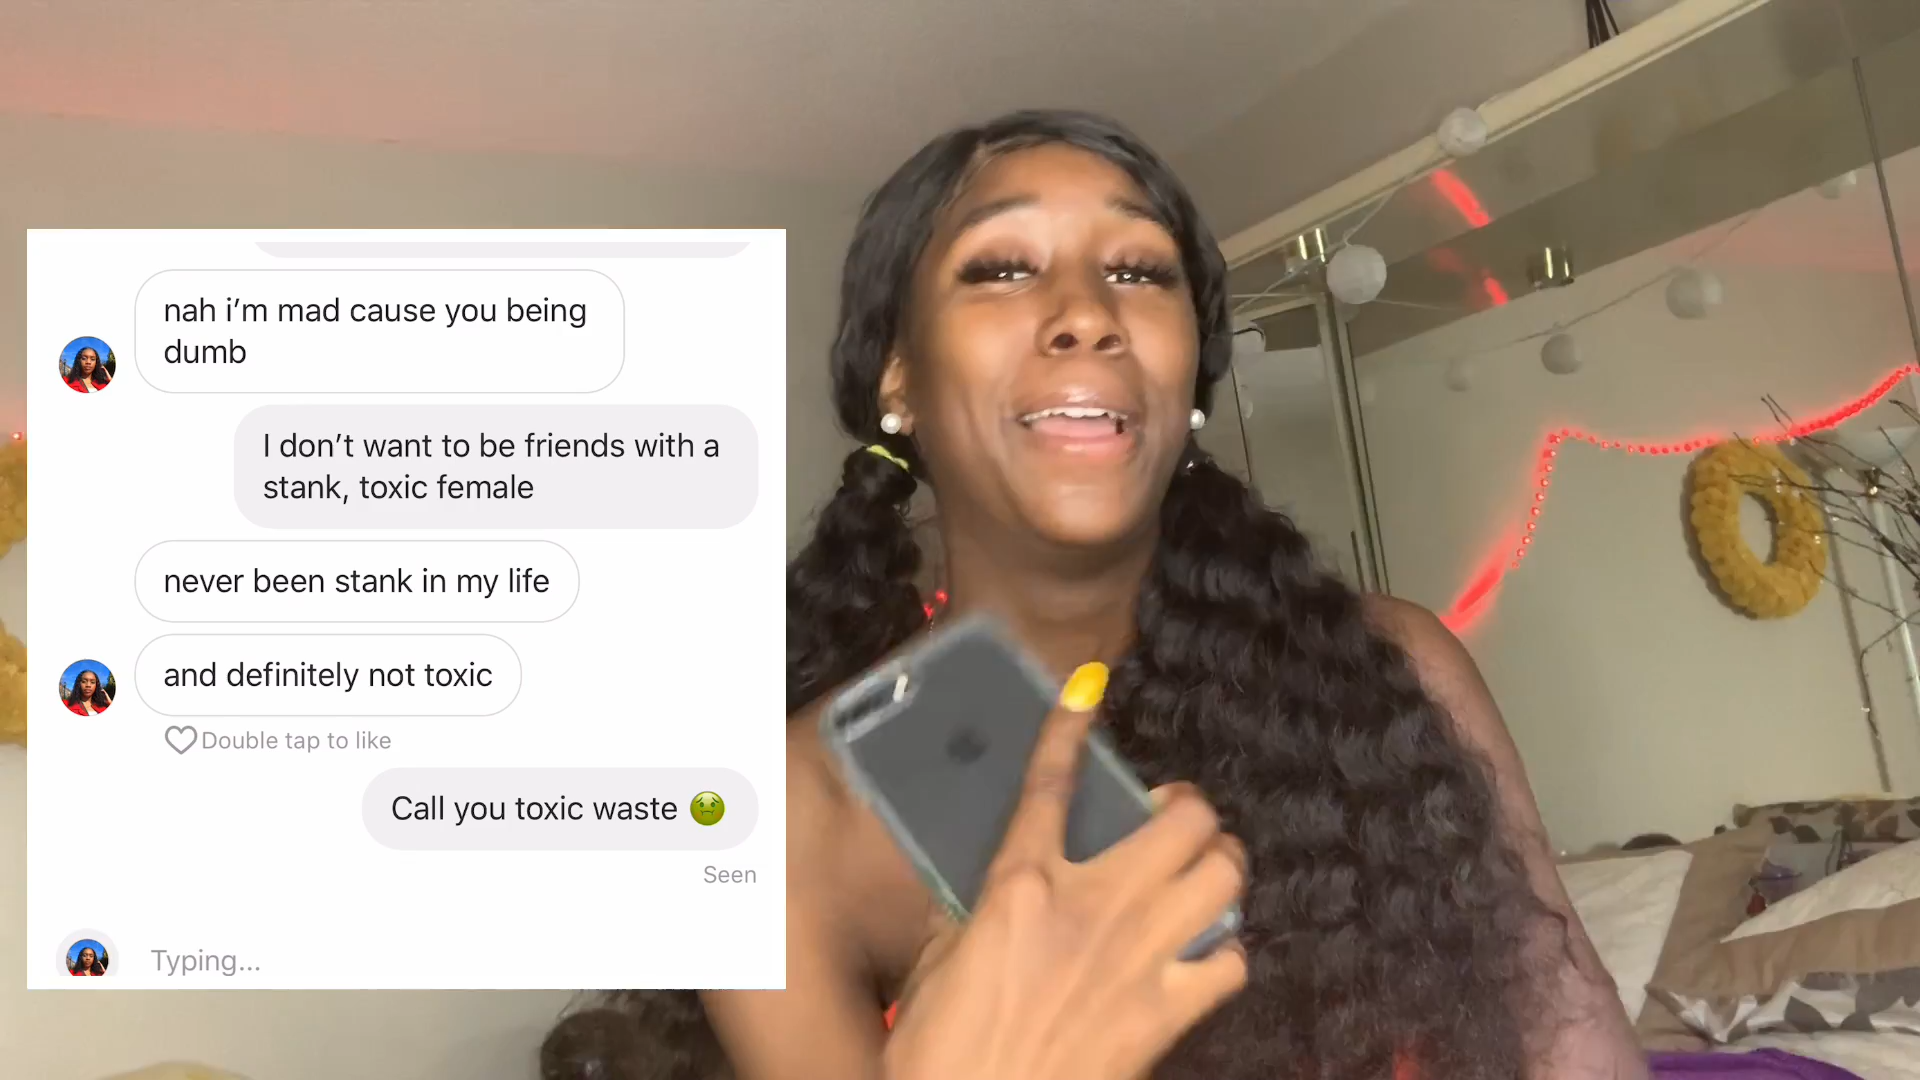 nah i’m mad cause you being
dumb
I don’t want to be friends with a
stank, toxic female
never been stank in my life
and definitely not toxic
Double tap to like
Call you toxic waste 🤢
Seen
Typing...